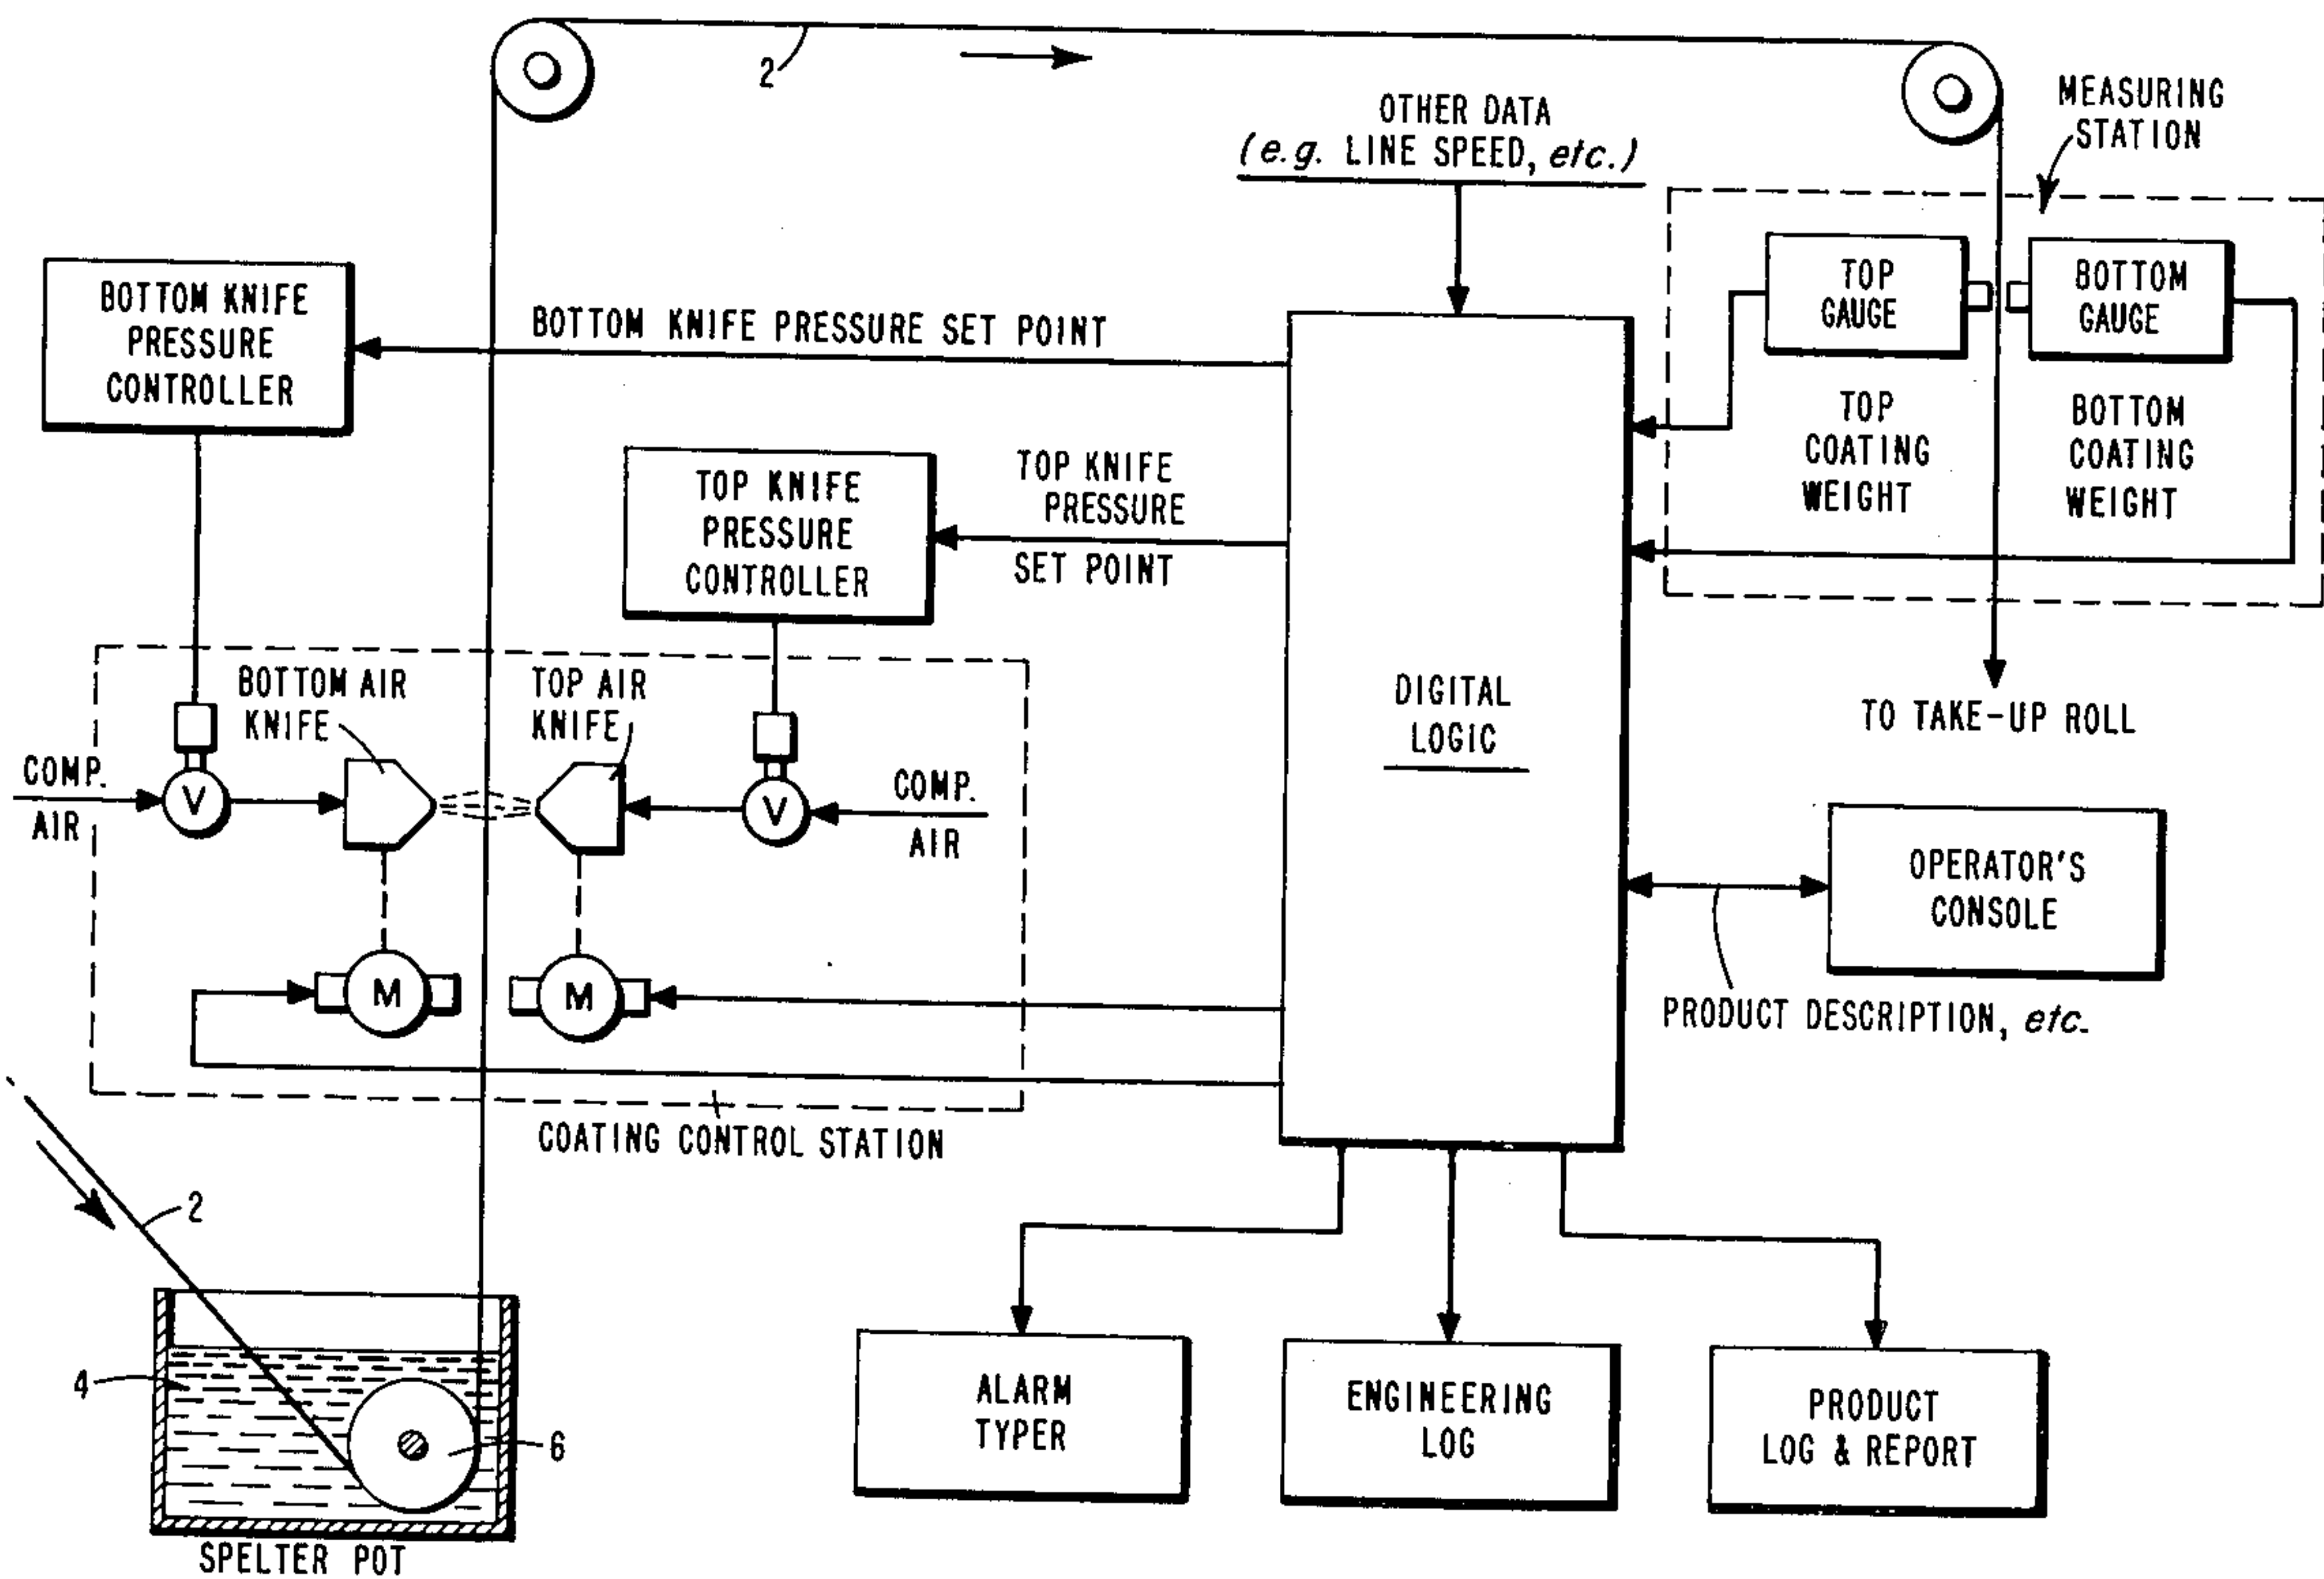 2
OTHER DATA
(e.g. LINE SPEED, etc.)
MEASURING
STATION
BOTTOM KNIFE
PRESSURE
CONTROLLER
BOTTOM KNIFE PRESSURE SET POINT
TOP
GAUGE
BOTTOM
GAUGE
TOP KNIFE
PRESSURE
CONTROLLER
TOP KNIFE
PRESSURE
SET POINT
TOP
COATING
WEIGHT
BOTTOM
COATING
WEIGHT
BOTTOM AIR
KNIFE
TOP AIR
KNIFE
DIGITAL
LOGIC
TO TAKE-UP ROLL
COMP.
AIR
V
V
COMP.
AIR
OPERATOR'S
CONSOLE
M
M
PRODUCT DESCRIPTION, etc.
COATING CONTROL STATION
2
4
6
SPELTER POT
ALARM
TYPER
ENGINEERING
LOG
PRODUCT
LOG & REPORT